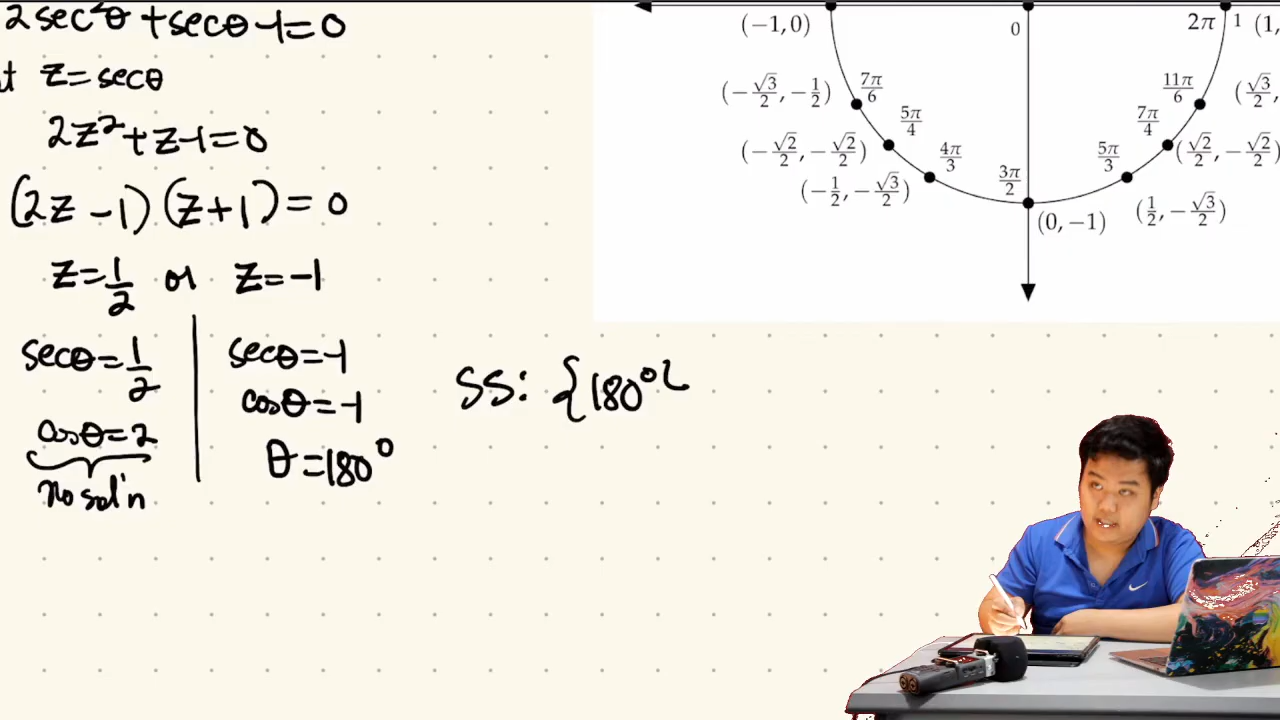 2sec²θ + secθ - 1 = 0
z = secθ
2z² + z - 1 = 0
(2z - 1)(z + 1) = 0
z = 1/2 or z = -1
secθ = 1/2
cosθ = 2
no sol'n
secθ = -1
cosθ = -1
θ = 180°
SS: {180°
(−1, 0)
0
2π
1
(1,
(−√3/2, −1/2)
7π/6
11π/6
(√3/2,
(−√2/2, −√2/2)
5π/4
7π/4
(√2/2, −√2/2)
(−1/2, −√3/2)
4π/3
3π/2
5π/3
(1/2, −√3/2)
(0, −1)